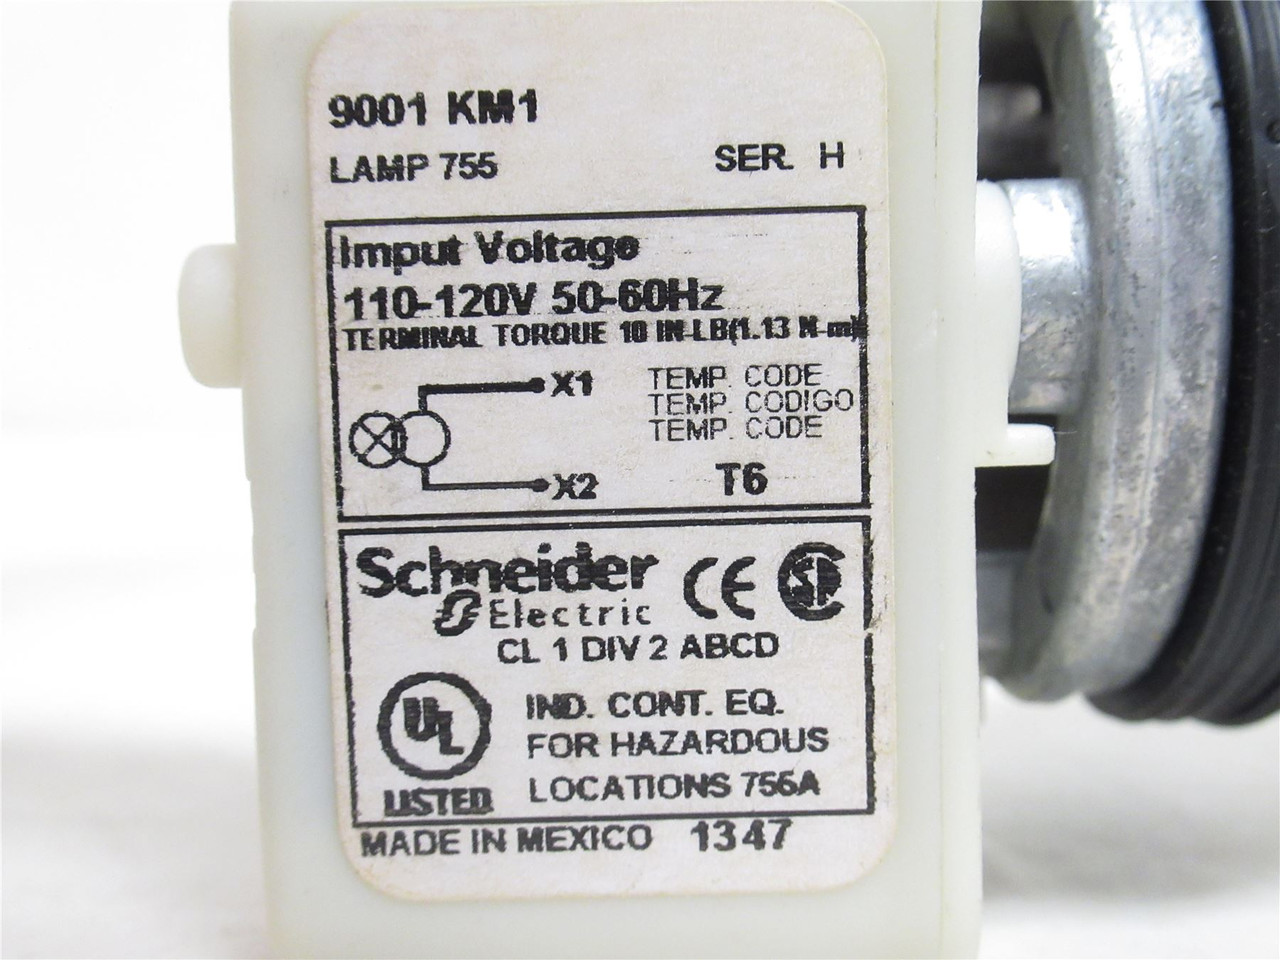 9001 KM1
LAMP 755 SER. H
Imput Voltage
110-120V 50-60Hz
TERMINAL TORQUE 10 IN-LB(1.13 N-m)
X1 TEMP. CODE
TEMP. CODIGO
TEMP. CODE
X2 T6
Schneider CE SP
Electric
CL 1 DIV 2 ABCD
UL IND. CONT. EQ.
FOR HAZARDOUS
LISTED LOCATIONS 756A
MADE IN MEXICO 1347